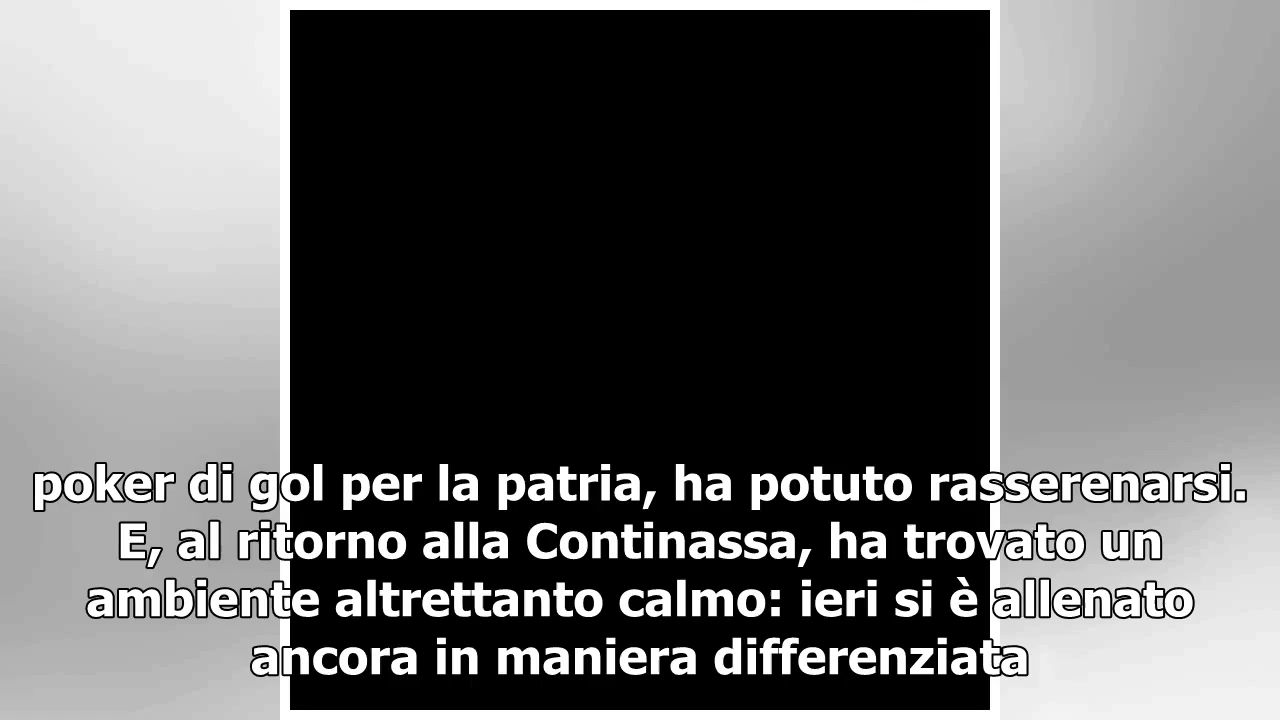 poker di gol per la patria, ha potuto rasserenarsi.
E, al ritorno alla Continassa, ha trovato un
ambiente altrettanto calmo: ieri si è allenato
ancora in maniera differenziata